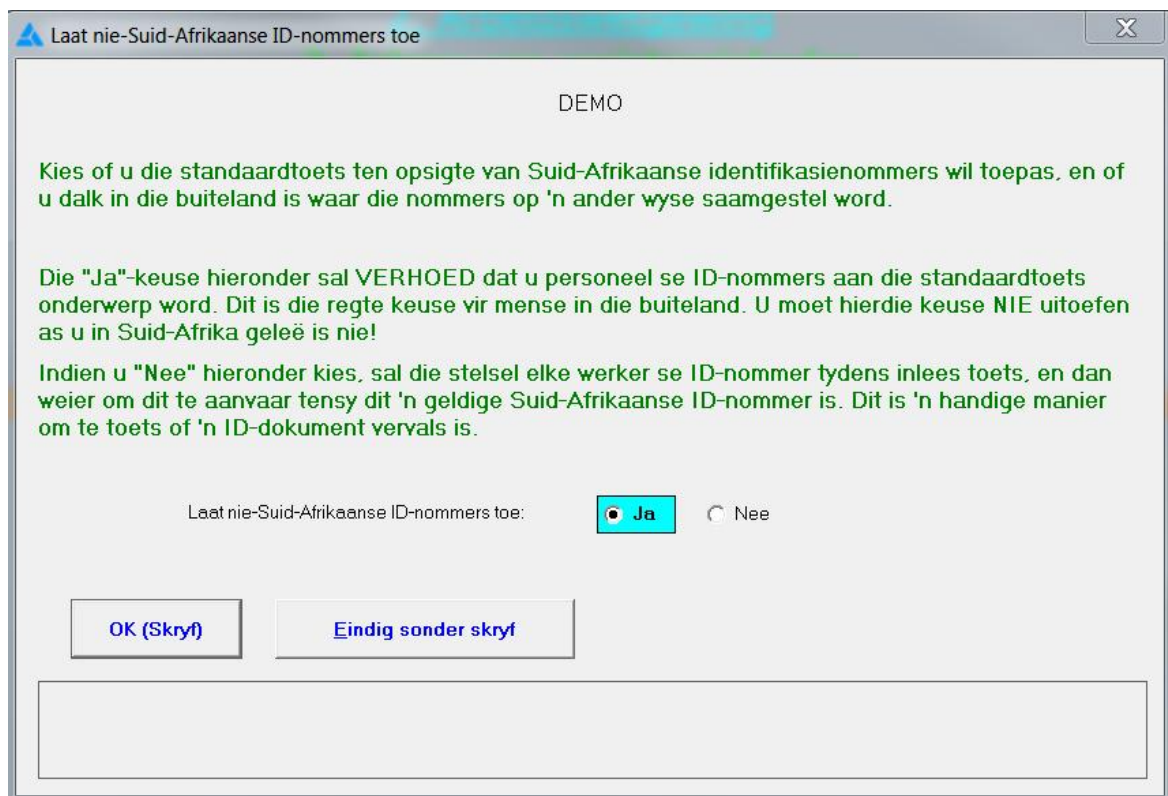 Laat nie-Suid-Afrikaanse ID-nommers toe
DEMO
Kies of u die standaardtoets ten opsigte van Suid-Afrikaanse identifikasienommers wil toepas, en of
u dalk in die buiteland is waar die nommers op 'n ander wyse saamgestel word.
Die "Ja"-keuse hieronder sal VERHOED dat u personeel se ID-nommers aan die standaardtoets
onderwerp word. Dit is die regte keuse vir mense in die buiteland. U moet hierdie keuse NIE uitoefen
as u in Suid-Afrika geleë is nie!
Indien u "Nee" hieronder kies, sal die stelsel elke werker se ID-nommer tydens inlees toets, en dan
weier om dit te aanvaar tensy dit 'n geldige Suid-Afrikaanse ID-nommer is. Dit is 'n handige manier
om te toets of 'n ID-dokument vervals is.
Laat nie-Suid-Afrikaanse ID-nommers toe: Ja Nee
OK (Skryf) Eindig sonder skryf